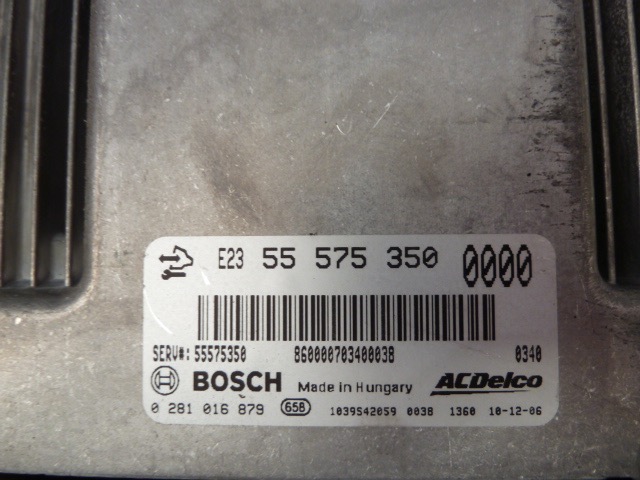 E23 55 575 350 0000
SERV#: 55575350 860000703400038 0340
BOSCH Made in Hungary ACDelco
0 281 016 879 658 1039S42059 0038 1360 10-12-06